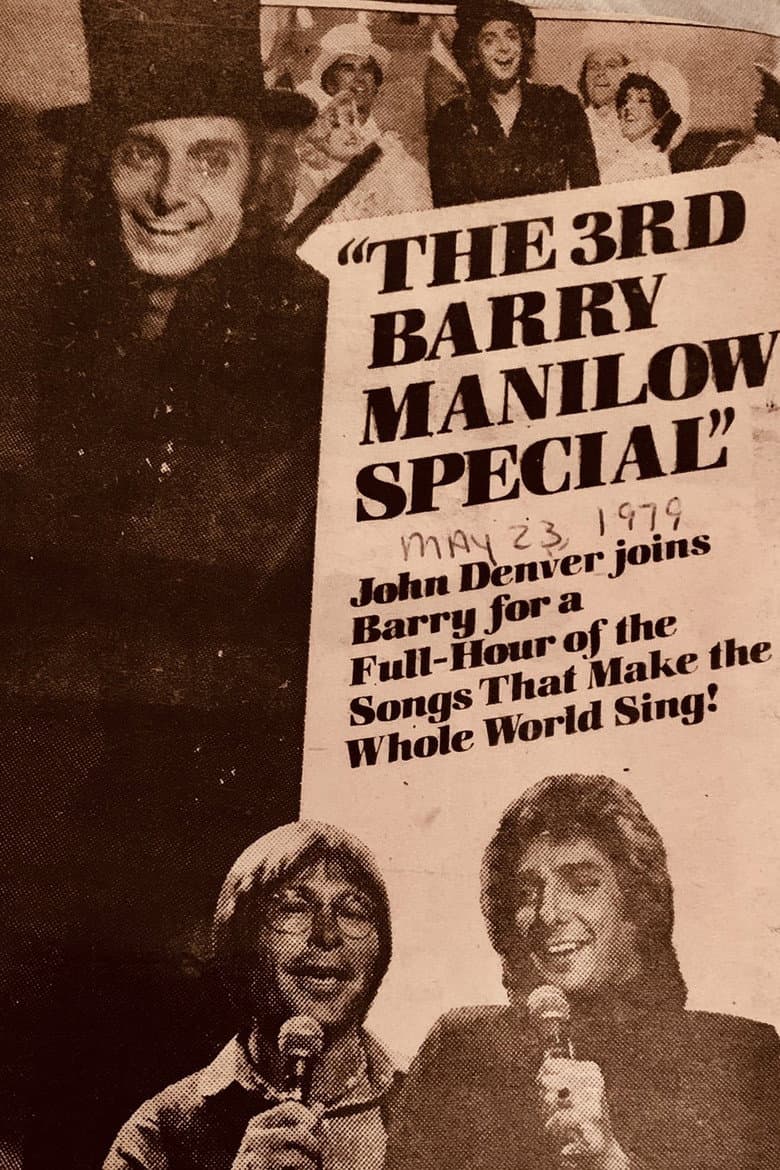 “THE 3RD
BARRY
MANILOW
SPECIAL”
MAY 23, 1979
John Denver joins
Barry for a
Full-Hour of the
Songs That Make the
Whole World Sing!